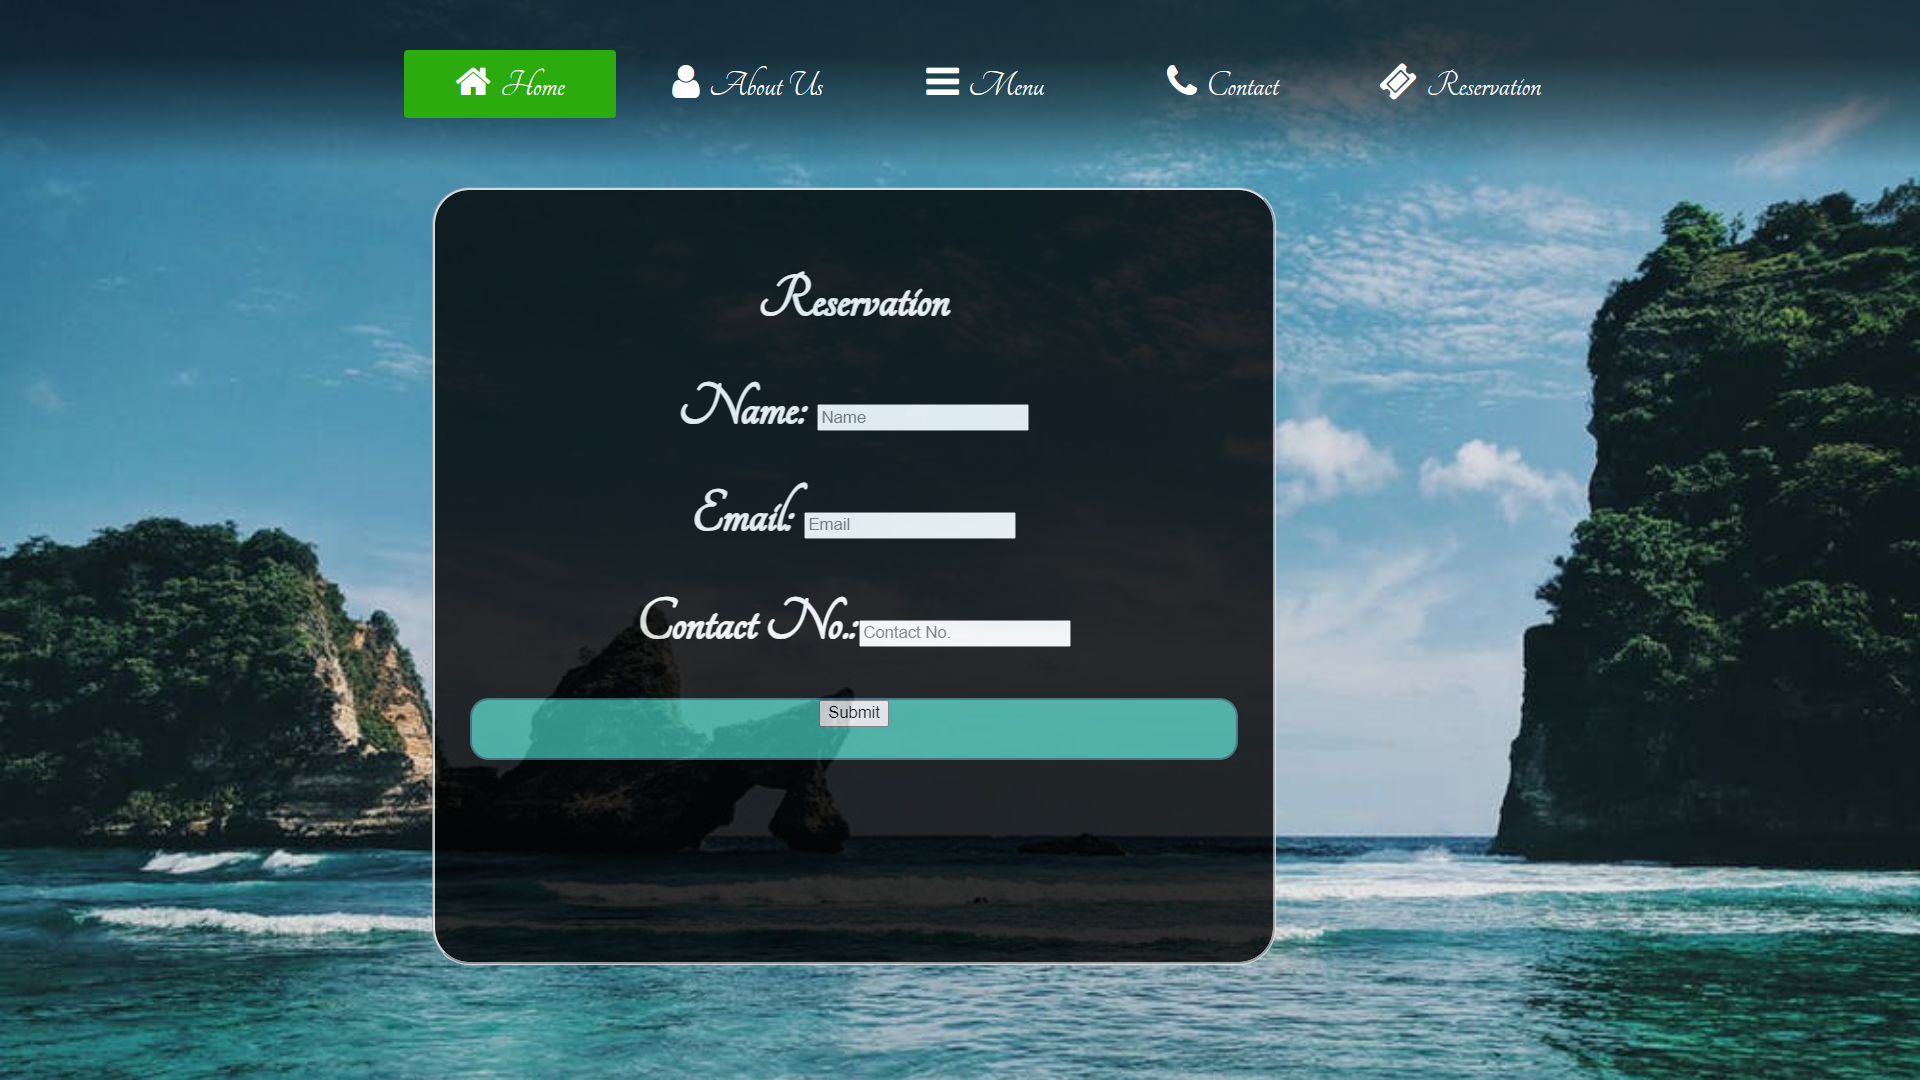 Home About Us Menu Contact Reservation
Reservation
Name: Name
Email: Email
Contact No.: Contact No.
Submit